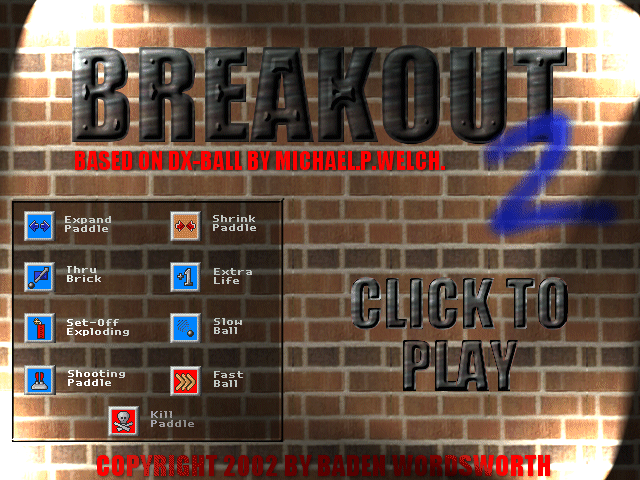 BREAKOUT
2
BASED ON DX-BALL BY MICHAEL.P.WELCH.
Expand
Paddle
Shrink
Paddle
Thru
Brick
+1
Extra
Life
Set-Off
Exploding
Slow
Ball
Shooting
Paddle
Fast
Ball
Kill
Paddle
CLICK TO
PLAY
COPYRIGHT 2002 BY BADEN WORDSWORTH